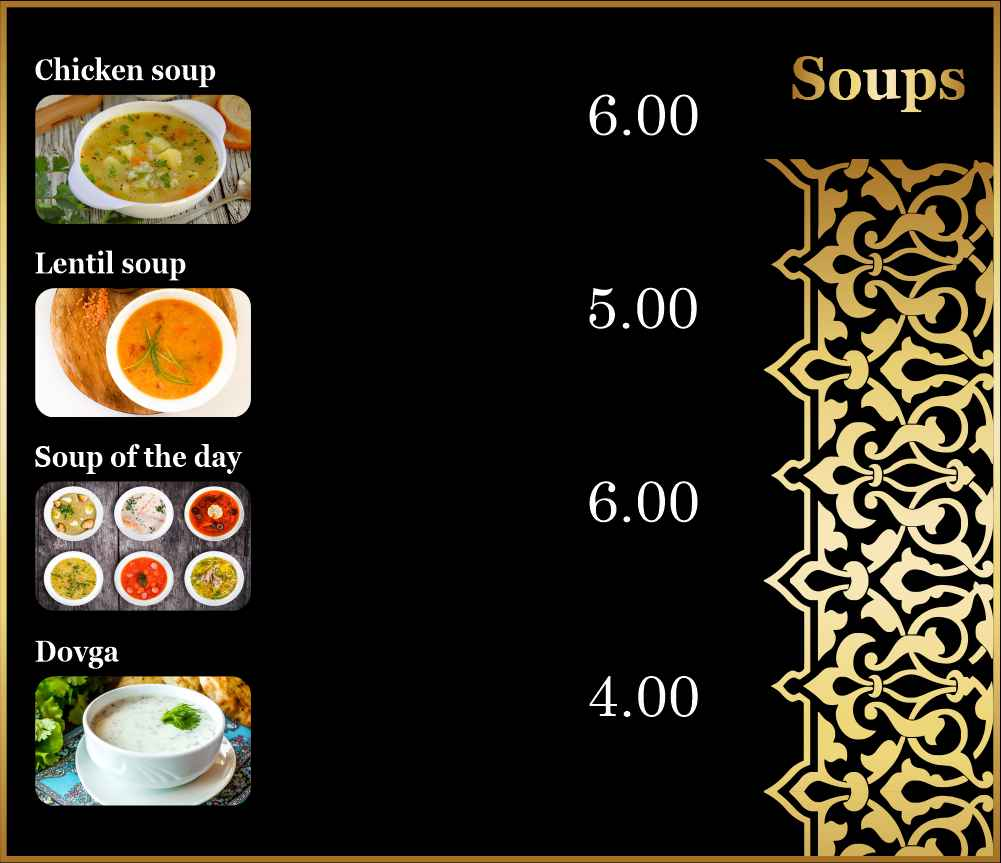 Soups
Chicken soup
6.00
Lentil soup
5.00
Soup of the day
6.00
Dovga
4.00